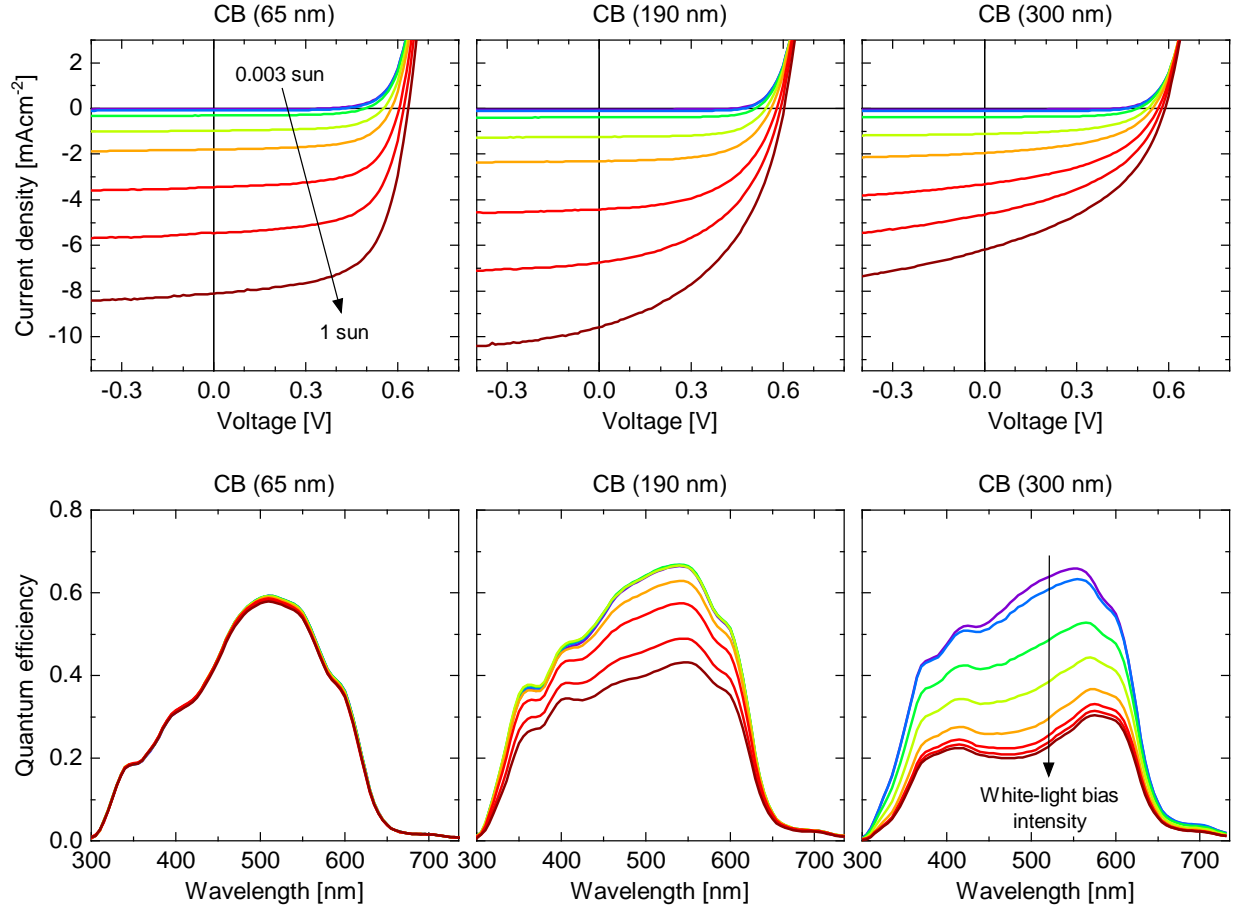 CB (65 nm)
CB (190 nm)
CB (300 nm)
Current density [mAcm⁻²]
2
0
-2
-4
-6
-8
-10
0.003 sun
1 sun
-0.3 0.0 0.3 0.6
-0.3 0.0 0.3 0.6
-0.3 0.0 0.3 0.6
Voltage [V]
Voltage [V]
Voltage [V]
CB (65 nm)
CB (190 nm)
CB (300 nm)
Quantum efficiency
0.8
0.6
0.4
0.2
0.0
White-light bias
intensity
300 400 500 600 700
300 400 500 600 700
300 400 500 600 700
Wavelength [nm]
Wavelength [nm]
Wavelength [nm]